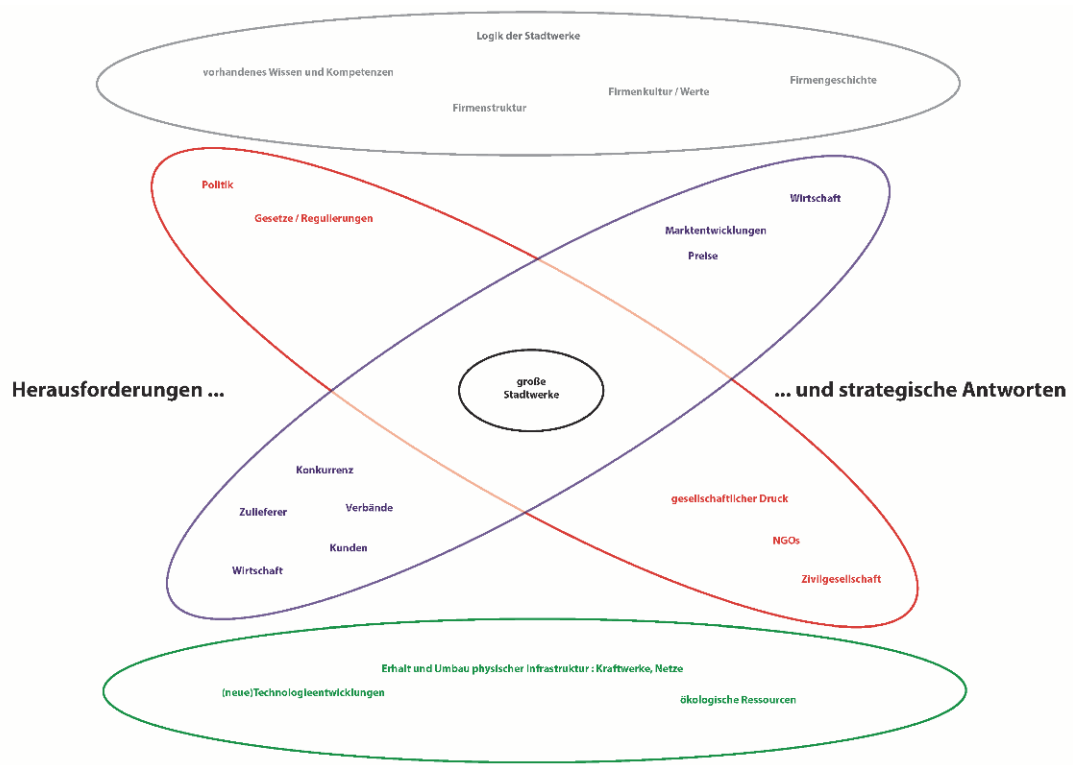 Logik der Stadtwerke
vorhandenes Wissen und Kompetenzen
Firmengeschichte
Firmenkultur / Werte
Firmenstruktur
Politik
Gesetze / Regulierungen
Wirtschaft
Marktentwicklungen
Preise
große
Stadtwerke
Herausforderungen ...
... und strategische Antworten
Konkurrenz
Zulieferer
Verbände
Kunden
Wirtschaft
gesellschaftlicher Druck
NGOs
Zivilgesellschaft
Erhalt und Umbau physischer Infrastruktur : Kraftwerke, Netze
(neue)Technologieentwicklungen
ökologische Ressourcen